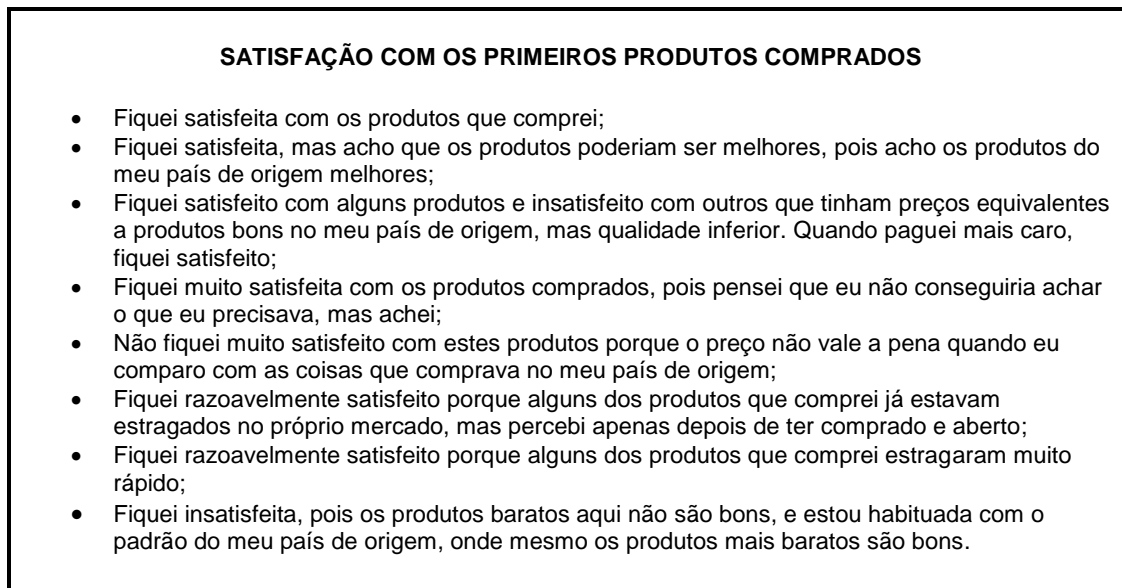 SATISFAÇÃO COM OS PRIMEIROS PRODUTOS COMPRADOS
• Fiquei satisfeita com os produtos que comprei;
• Fiquei satisfeita, mas acho que os produtos poderiam ser melhores, pois acho os produtos do
meu país de origem melhores;
• Fiquei satisfeito com alguns produtos e insatisfeito com outros que tinham preços equivalentes
a produtos bons no meu país de origem, mas qualidade inferior. Quando paguei mais caro,
fiquei satisfeito;
• Fiquei muito satisfeita com os produtos comprados, pois pensei que eu não conseguiria achar
o que eu precisava, mas achei;
• Não fiquei muito satisfeito com estes produtos porque o preço não vale a pena quando eu
comparo com as coisas que comprava no meu país de origem;
• Fiquei razoavelmente satisfeito porque alguns dos produtos que comprei já estavam
estragados no próprio mercado, mas percebi apenas depois de ter comprado e aberto;
• Fiquei razoavelmente satisfeito porque alguns dos produtos que comprei estragaram muito
rápido;
• Fiquei insatisfeita, pois os produtos baratos aqui não são bons, e estou habituada com o
padrão do meu país de origem, onde mesmo os produtos mais baratos são bons.